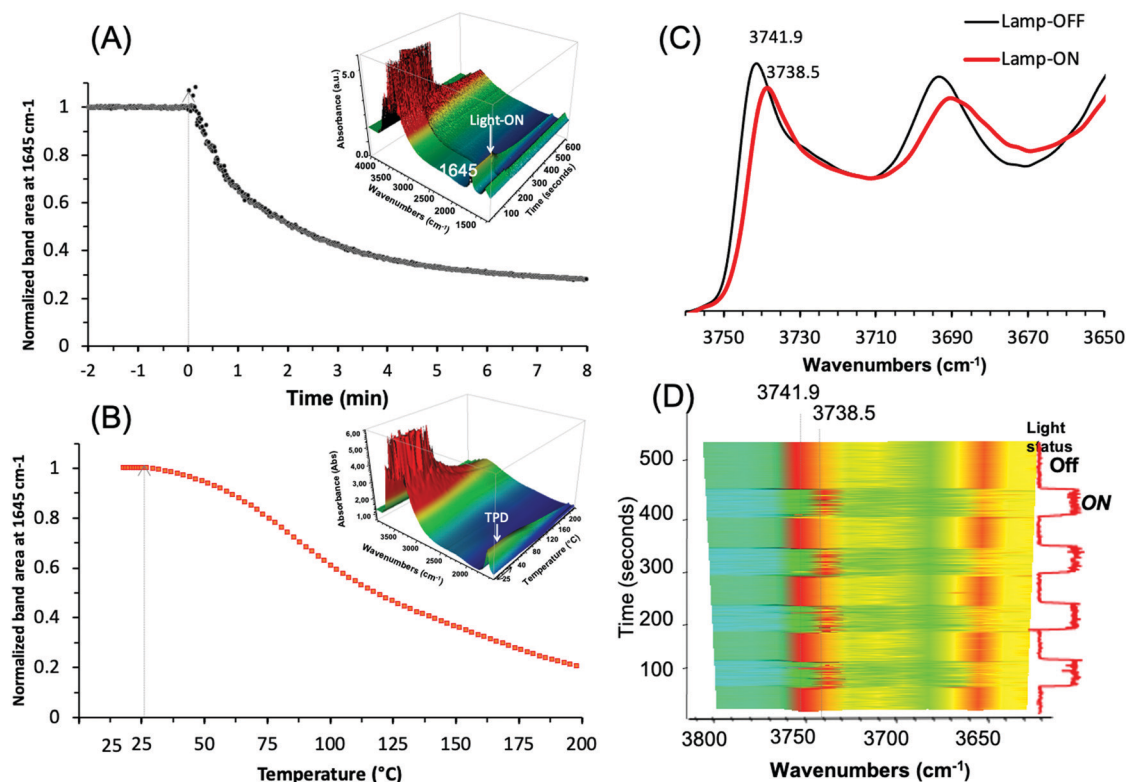 (A)
Normalized band area at 1645 cm-1
1
0.8
0.6
0.4
0.2
0
-2 -1 0 1 2 3 4 5 6 7 8
Time (min)
Absorbance (a.u.)
5.0
0.0
Light-ON
1645
4000 3500 3000 2500 2000 1500
Wavenumbers (cm⁻¹)
100 200 300 400 500 600
Time (seconds)
(B)
Normalized band area at 1645 cm-1
1
0.8
0.6
0.4
0.2
0
25 25 50 75 100 125 150 175 200
Temperature (°C)
Absorbance (Abs)
6,00
5,00
4,00
3,00
2,00
1,00
TPD
3500 3000 2500 2000
Wavenumbers (cm⁻¹)
25 40 80 120 160 200
Temperature (°C)
(C)
Lamp-OFF
Lamp-ON
3741.9
3738.5
3750 3730 3710 3690 3670 3650
Wavenumbers (cm⁻¹)
(D)
3741.9
3738.5
Light
status
Off
ON
Time (seconds)
500
400
300
200
100
3800 3750 3700 3650
Wavenumbers (cm⁻¹)